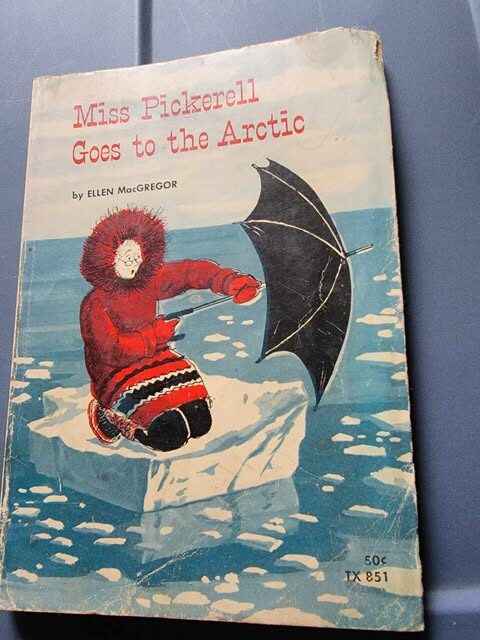 Miss Pickerell
Goes to the Arctic
by ELLEN MacGREGOR
50¢
TX 851